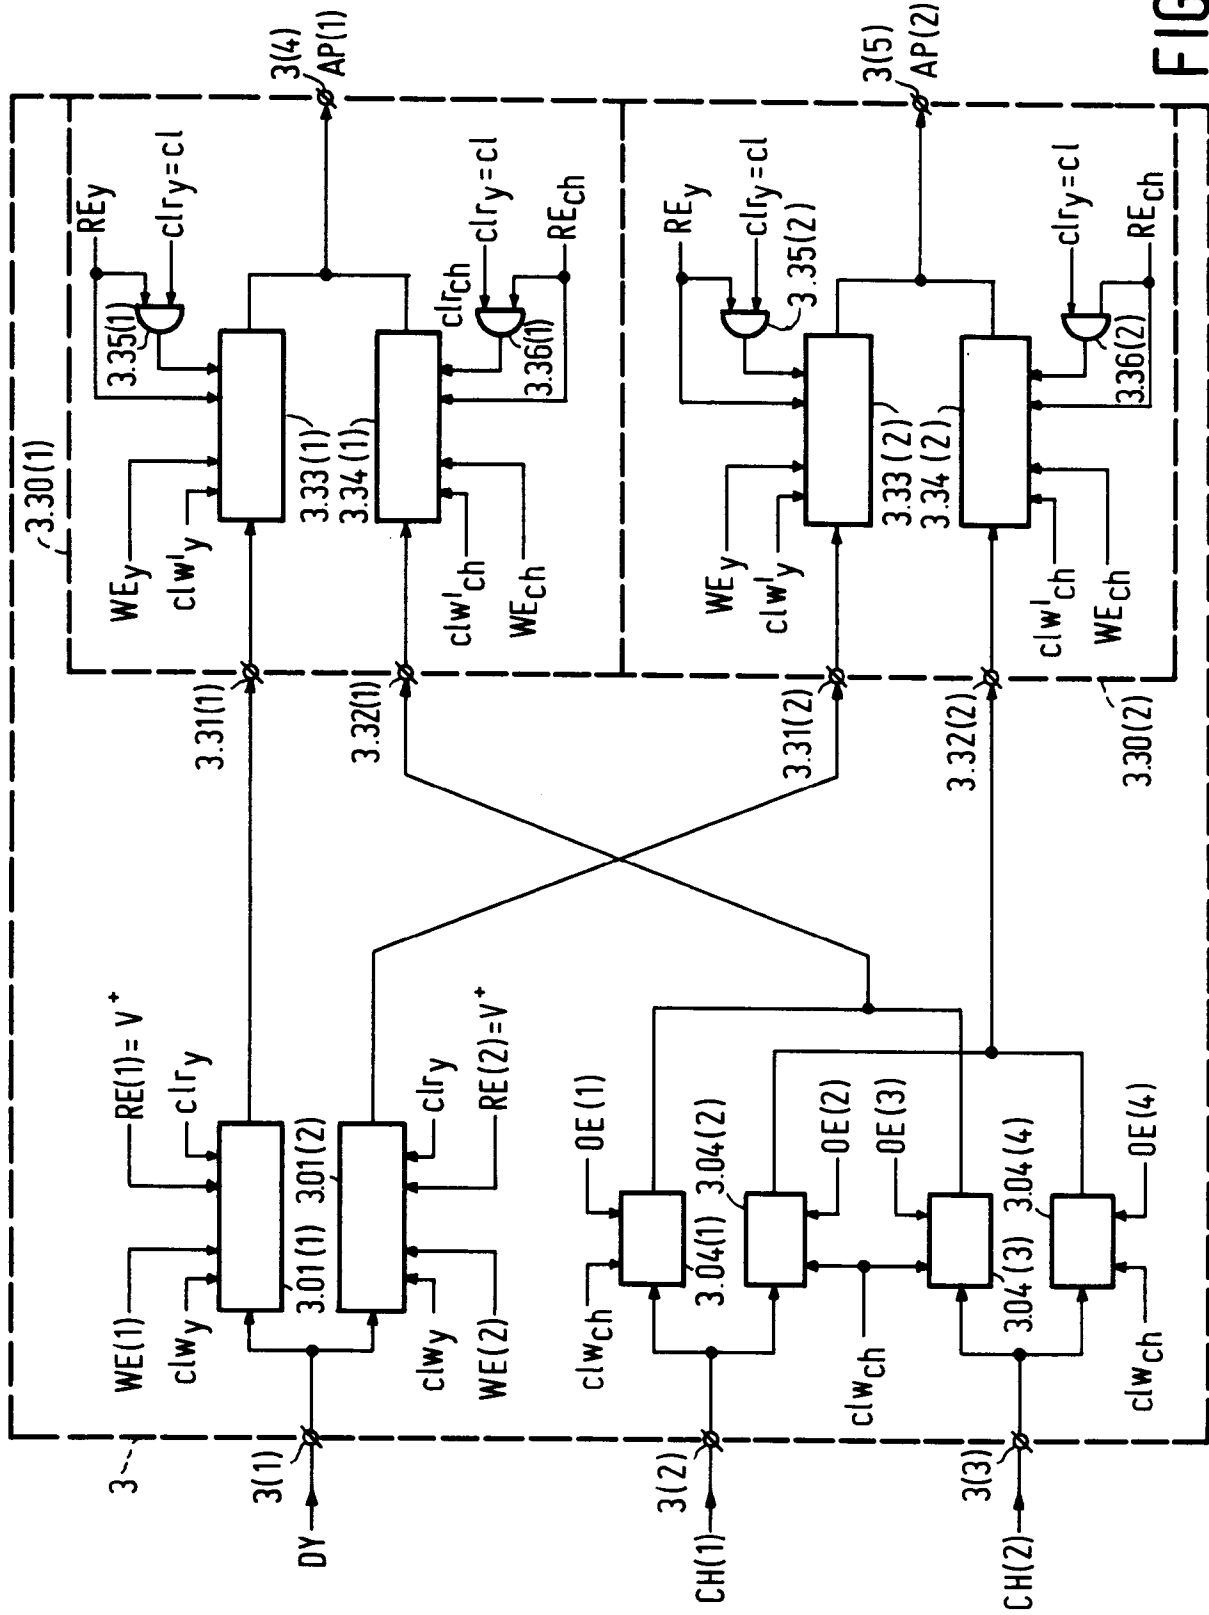 FIG
3
3.30(1)
3(1)
DY
3(2)
CH(1)
3(3)
CH(2)
WE(1)
clwy
RE(1)=V+
clry
3.01(1)
3.01(2)
clwy
WE(2)
clry
RE(2)=V+
clwch
OE(1)
3.04(1)
3.04(2)
OE(2)
clwch
OE(3)
3.04(3)
3.04(4)
clwch
OE(4)
3.31(1)
3.32(1)
3.31(2)
3.32(2)
3.30(2)
WEy
clw'y
REy
3.35(1)
clry=cl
3.33(1)
3.34(1)
clw'ch
WEch
clrch
clry=cl
3.36(1)
REch
3(4)
AP(1)
WEy
clw'y
REy
clry=cl
3.35(2)
3.33(2)
3.34(2)
clw'ch
WEch
clry=cl
REch
3.36(2)
3(5)
AP(2)